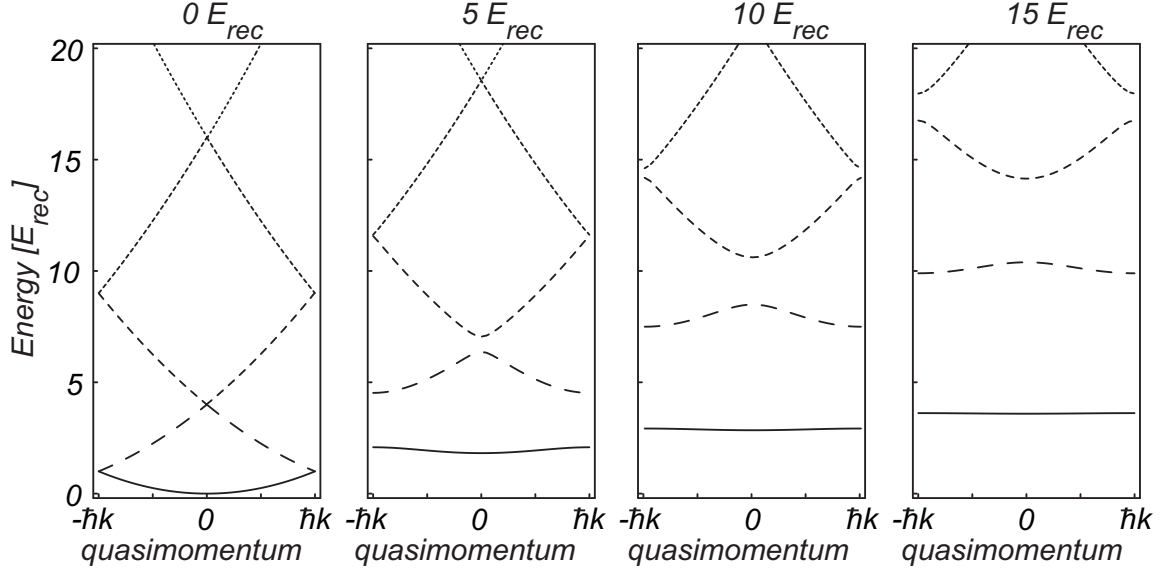 0 E_rec 5 E_rec 10 E_rec 15 E_rec
Energy [E_rec]
20
15
10
5
0
-ħk 0 ħk -ħk 0 ħk -ħk 0 ħk -ħk 0 ħk
quasimomentum quasimomentum quasimomentum quasimomentum